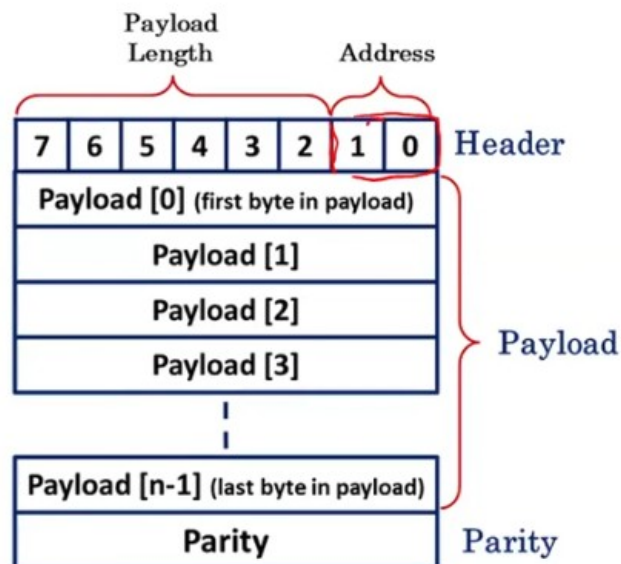 Payload
Length
Address
7 6 5 4 3 2 1 0
Header
Payload [0] (first byte in payload)
Payload [1]
Payload [2]
Payload [3]
Payload
Payload [n-1] (last byte in payload)
Parity
Parity